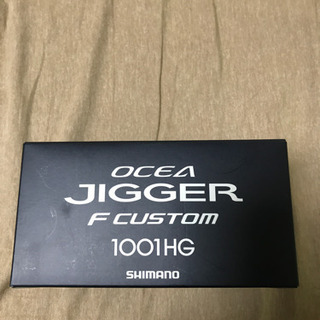 OCEA
JIGGER
F CUSTOM
1001HG
SHIMANO